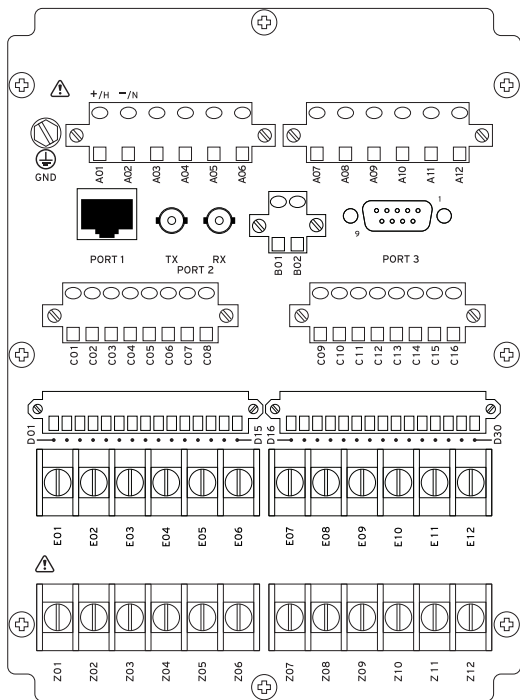 +/H −/N
GND
A01 A02 A03 A04 A05 A06 A07 A08 A09 A10 A11 A12
1
9
PORT 1 TX RX B01 B02 PORT 3
PORT 2
C01 C02 C03 C04 C05 C06 C07 C08 C09 C10 C11 C12 C13 C14 C15 C16
D01 D15 D16 D30
E01 E02 E03 E04 E05 E06 E07 E08 E09 E10 E11 E12
Z01 Z02 Z03 Z04 Z05 Z06 Z07 Z08 Z09 Z10 Z11 Z12